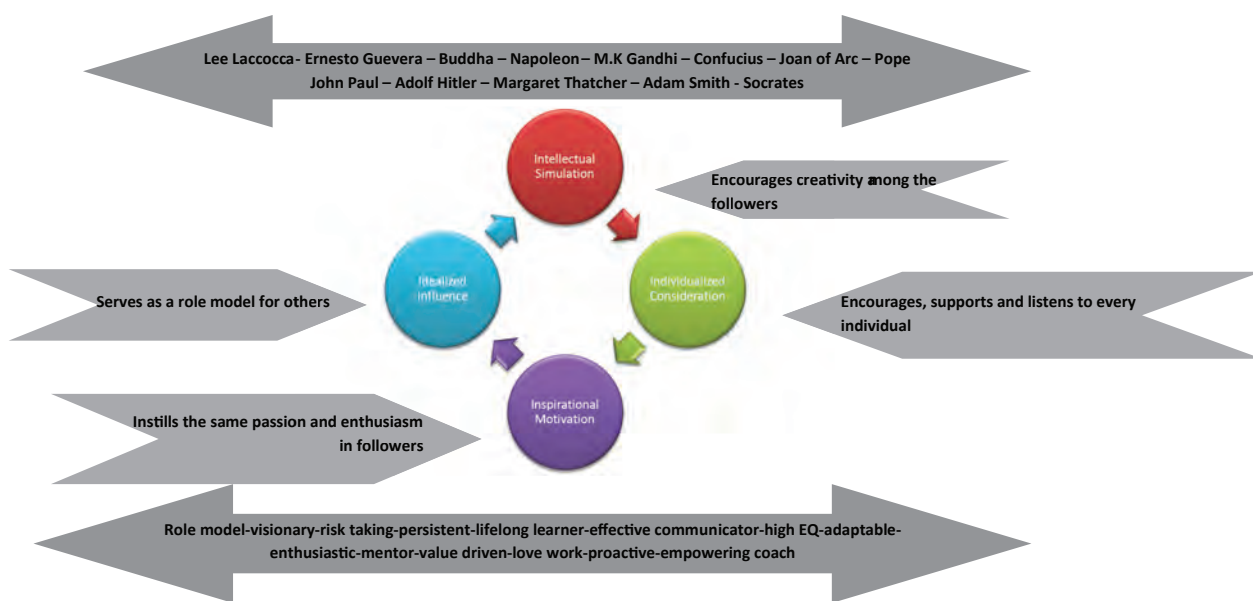 Lee Laccocca- Ernesto Guevera – Buddha – Napoleon– M.K Gandhi – Confucius – Joan of Arc – Pope
John Paul – Adolf Hitler – Margaret Thatcher – Adam Smith - Socrates
Intellectual
Simulation
Encourages creativity among the
followers
Idealized
Influence
Individualized
Consideration
Serves as a role model for others
Encourages, supports and listens to every
individual
Inspirational
Motivation
Instills the same passion and enthusiasm
in followers
Role model-visionary-risk taking-persistent-lifelong learner-effective communicator-high EQ-adaptable-
enthusiastic-mentor-value driven-love work-proactive-empowering coach